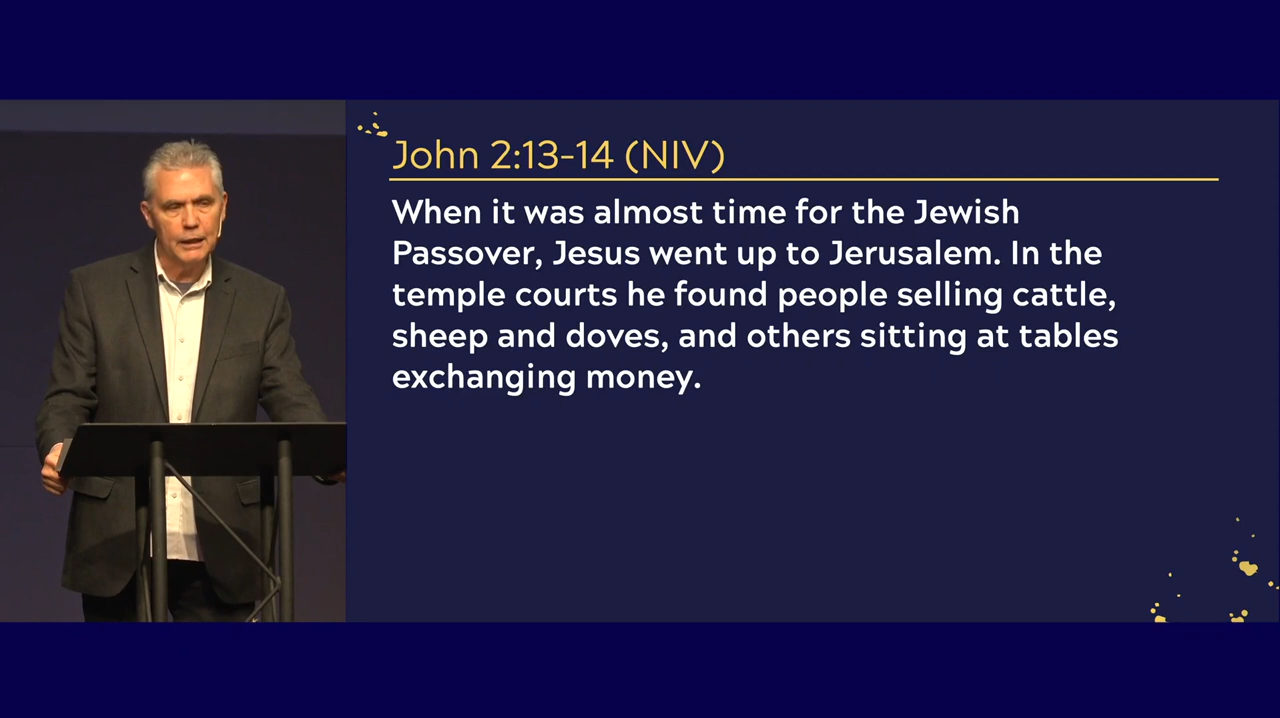 John 2:13-14 (NIV)
When it was almost time for the Jewish
Passover, Jesus went up to Jerusalem. In the
temple courts he found people selling cattle,
sheep and doves, and others sitting at tables
exchanging money.